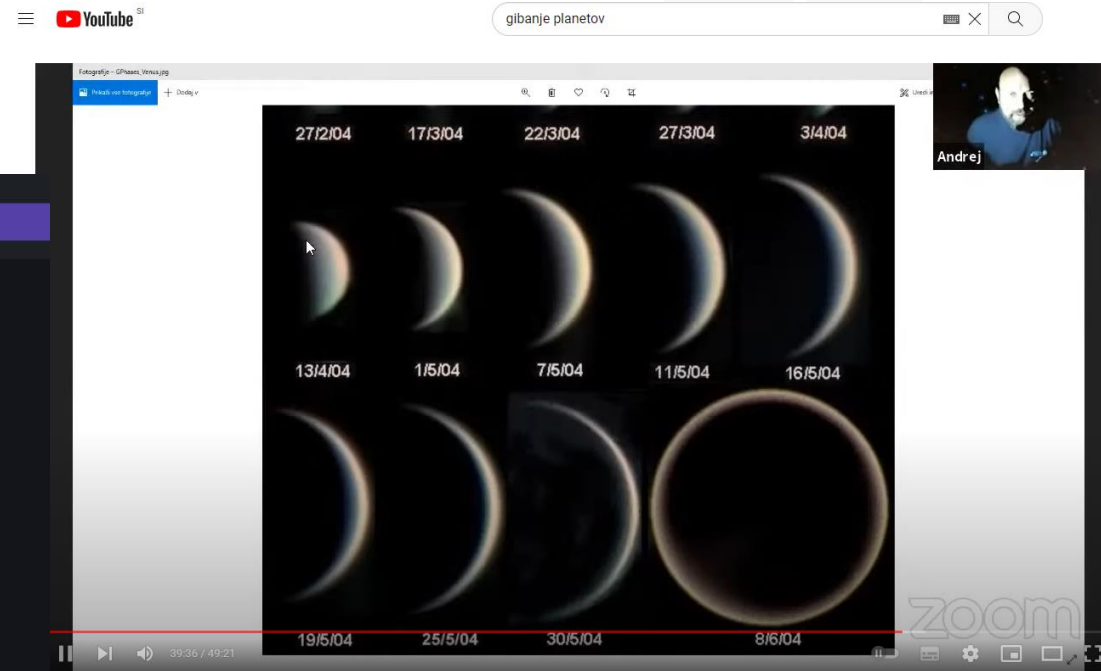 YouTube SI
gibanje planetov
Fotografije - GPhases_Venus.jpg
Prikaži vse fotografije
Dodaj v
Uredi
Andrej
27/2/04 17/3/04 22/3/04 27/3/04 3/4/04
13/4/04 1/5/04 7/5/04 11/5/04 16/5/04
19/5/04 25/5/04 30/5/04 8/6/04
zoom
39:36 / 49:21